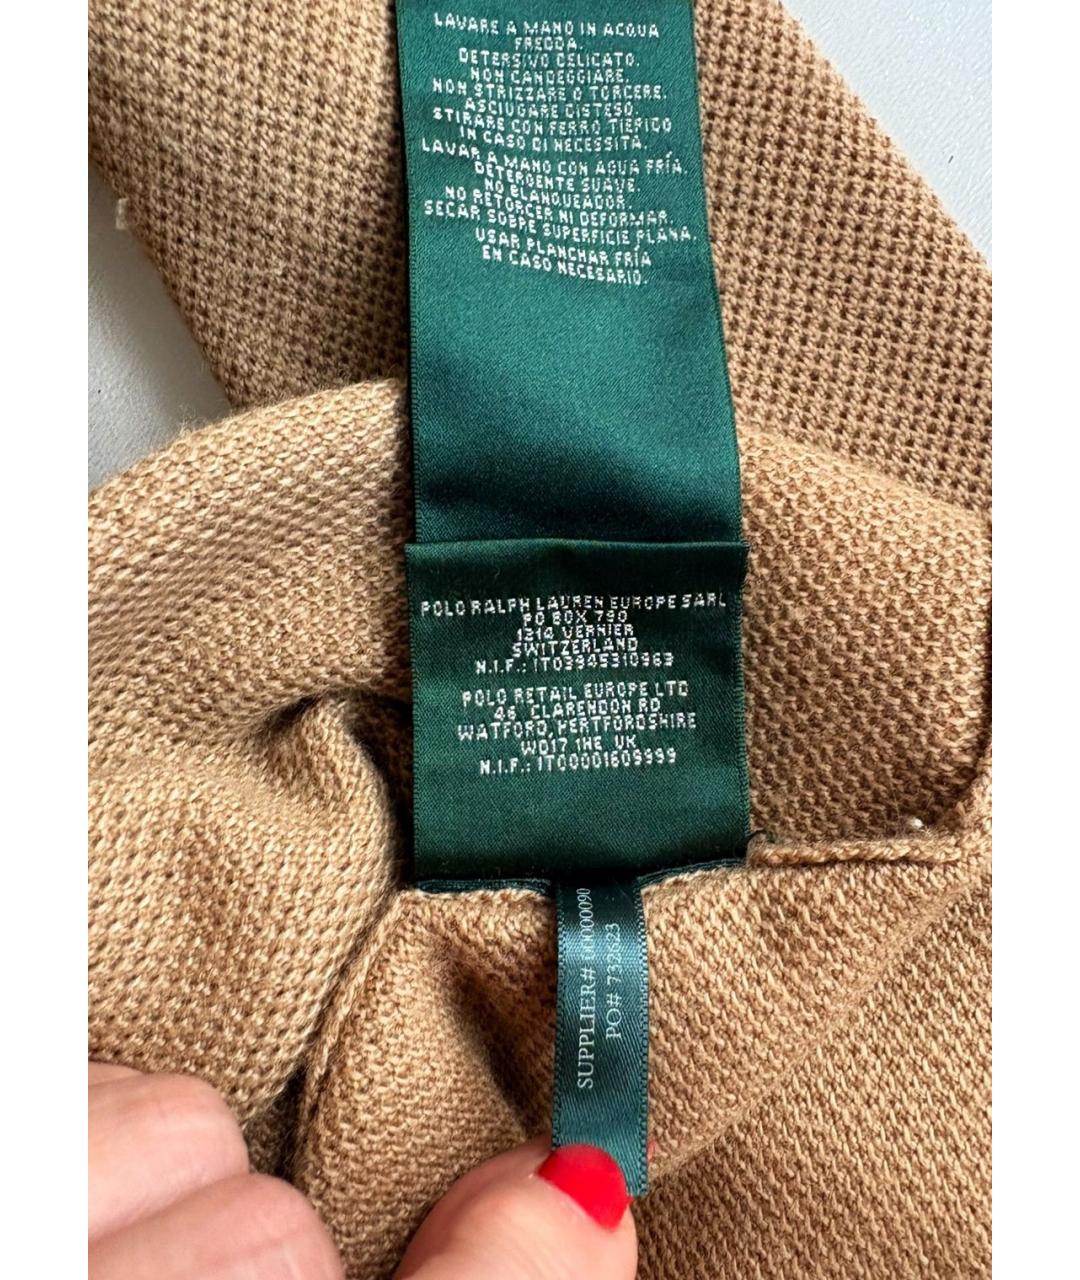 LAVARE A MANO IN ACQUA
FREDDA.
DETERSIVO DELICATO.
NON CANDEGGIARE.
NON STRIZZARE O TORCERE.
ASCIUGARE DISTESO.
STIRARE CON FERRO TIEPIDO
IN CASO DI NECESSITÀ.
LAVAR A MANO CON AGUA FRÍA.
DETERGENTE SUAVE.
NO BLANQUEADOR.
NO RETORCER NI DEFORMAR.
SECAR SOBRE SUPERFICIE PLANA.
USAR PLANCHAR FRÍA
EN CASO NECESARIO.
POLO RALPH LAUREN EUROPE SARL
PO BOX 790
1214 VERNIER
SWITZERLAND
N.I.F.: IT03945310963
POLO RETAIL EUROPE LTD
46 CLARENDON RD
WATFORD, HERTFORDSHIRE
WD17 1HE UK
N.I.F.: IT00001609999
SUPPLIER# 00000090
PO# 732623